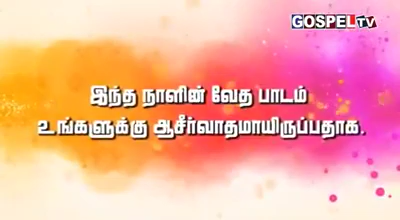 GOSPEL TV
இந்த நாளின் வேத பாடம்
உங்களுக்கு ஆசீர்வாதமாயிருப்பதாக.